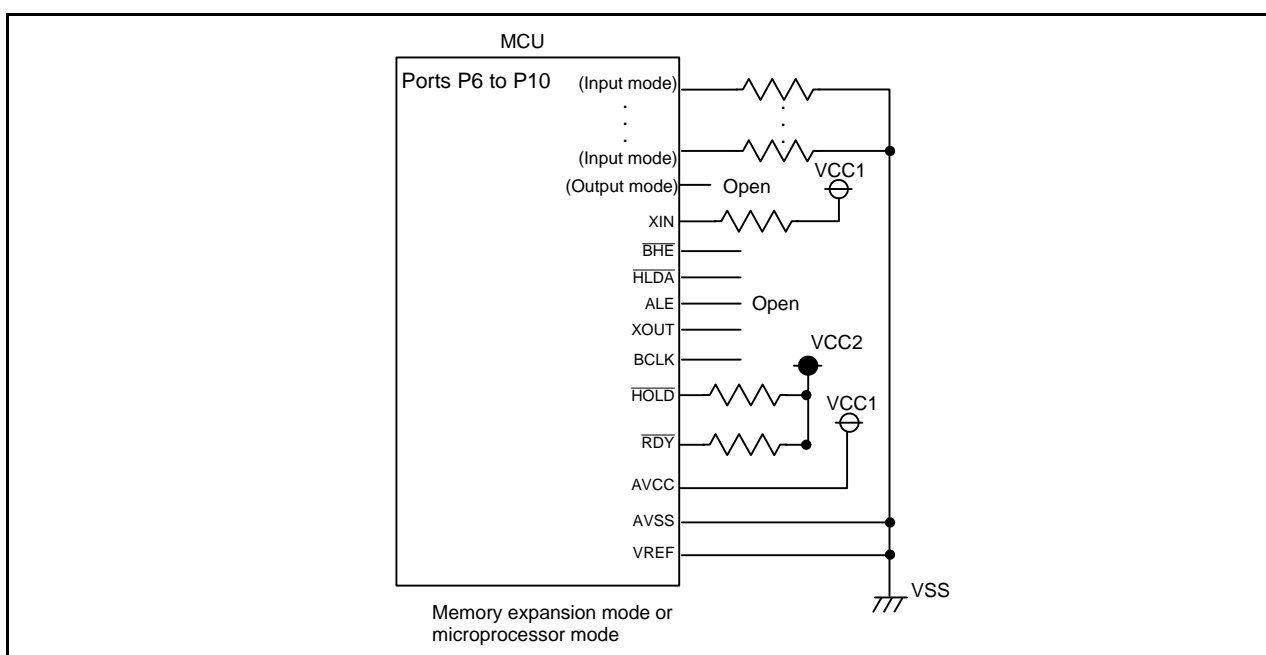 MCU
Ports P6 to P10
(Input mode)
(Input mode)
(Output mode)
Open
VCC1
XIN
BHE
HLDA
ALE
Open
XOUT
BCLK
VCC2
HOLD
VCC1
RDY
AVCC
AVSS
VREF
VSS
Memory expansion mode or
microprocessor mode